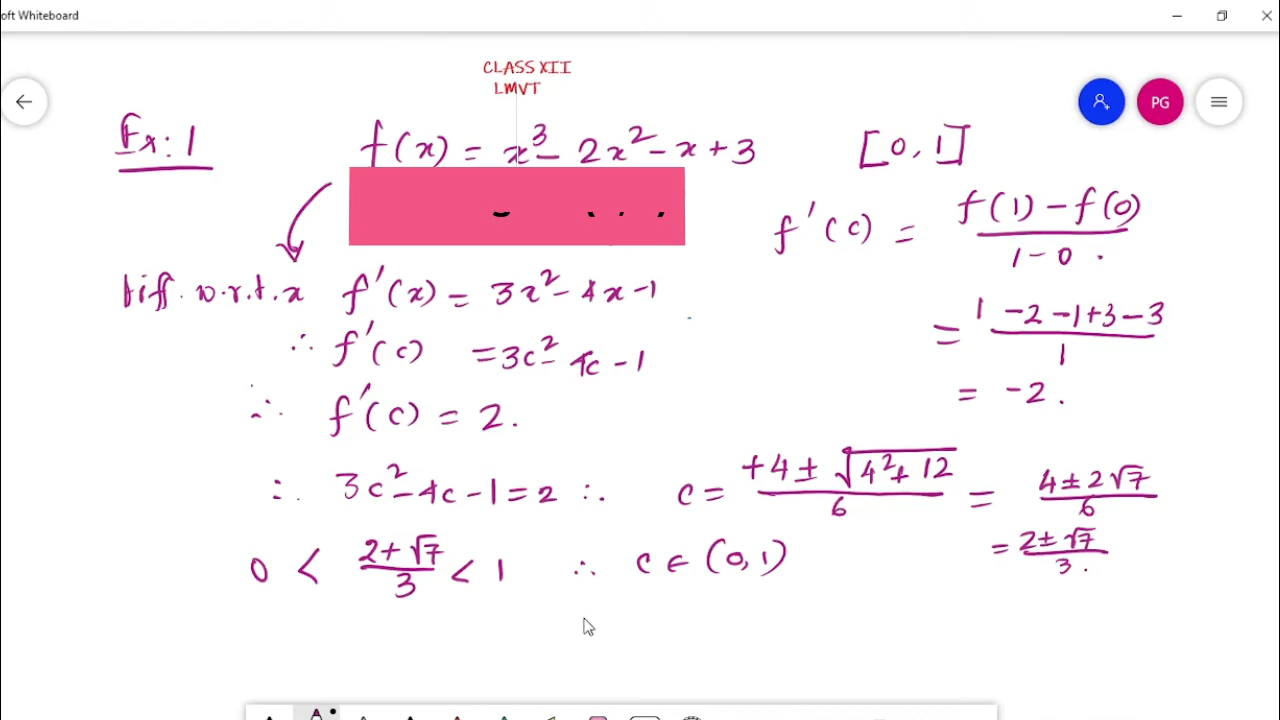 oft Whiteboard
CLASS XII
LMVT
PG
Ex: 1 f(x) = x³ - 2x² - x + 3 [0, 1]
f'(c) = f(1) - f(0) / 1 - 0 .
Diff. w.r.t. x f'(x) = 3x² - 4x - 1
= 1 - 2 - 1 + 3 - 3 / 1
∴ f'(c) = 3c² - 4c - 1
= -2 .
∴ f'(c) = 2.
∴ 3c² - 4c - 1 = 2 ∴ c = +4 ± √(4² + 12) / 6 = 4 ± 2√7 / 6
= 2 ± √7 / 3 .
0 < 2 + √7 / 3 < 1 ∴ c ∈ (0, 1)